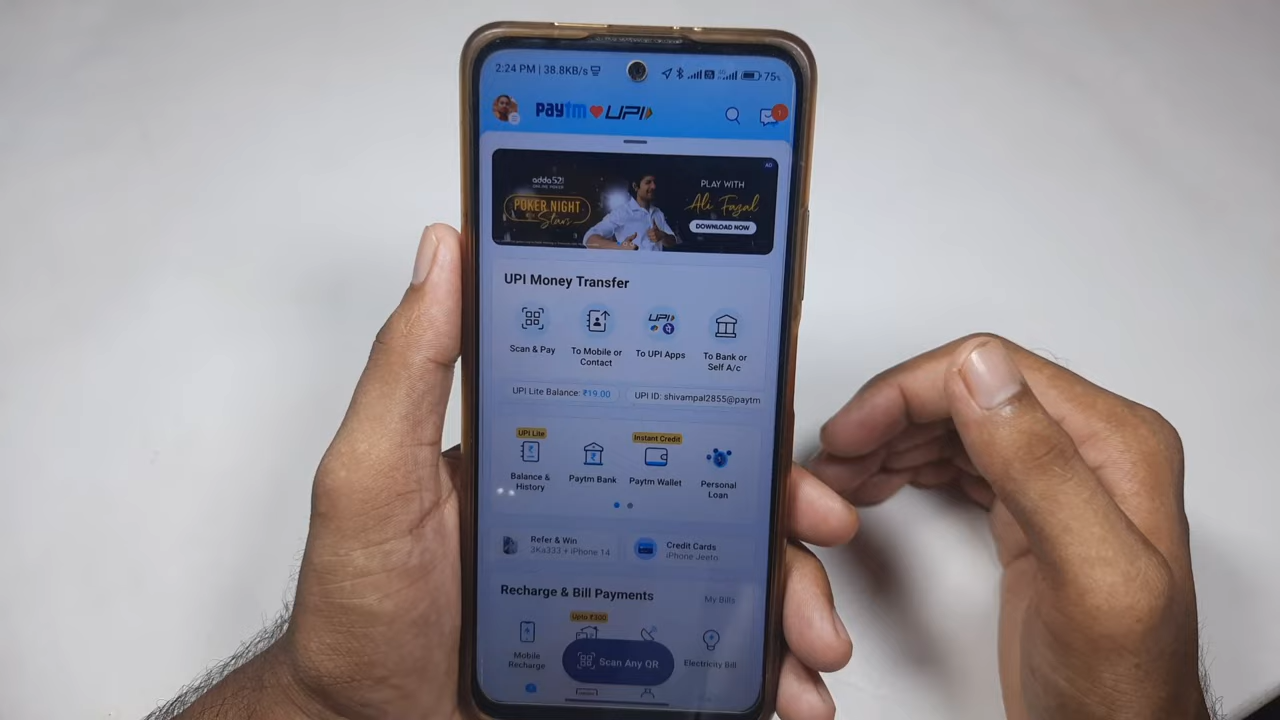 2:24 PM | 38.8KB/s
75%
paytm UPI
1
AD
adda52
POKER NIGHT
Stars
PLAY WITH
Ali Fazal
DOWNLOAD NOW
UPI Money Transfer
UPI
Scan & Pay
To Mobile or
Contact
To UPI Apps
To Bank or
Self A/c
UPI Lite Balance: ₹19.00
UPI ID: shivampal2855@paytm
UPI Lite
Instant Credit
Balance &
History
Paytm Bank
Paytm Wallet
Personal
Loan
Refer & Win
3Ka333 + iPhone 14
Credit Cards
iPhone Jeeto
Recharge & Bill Payments
My Bills
Upto ₹300
Mobile
Recharge
Scan Any QR
Electricity Bill